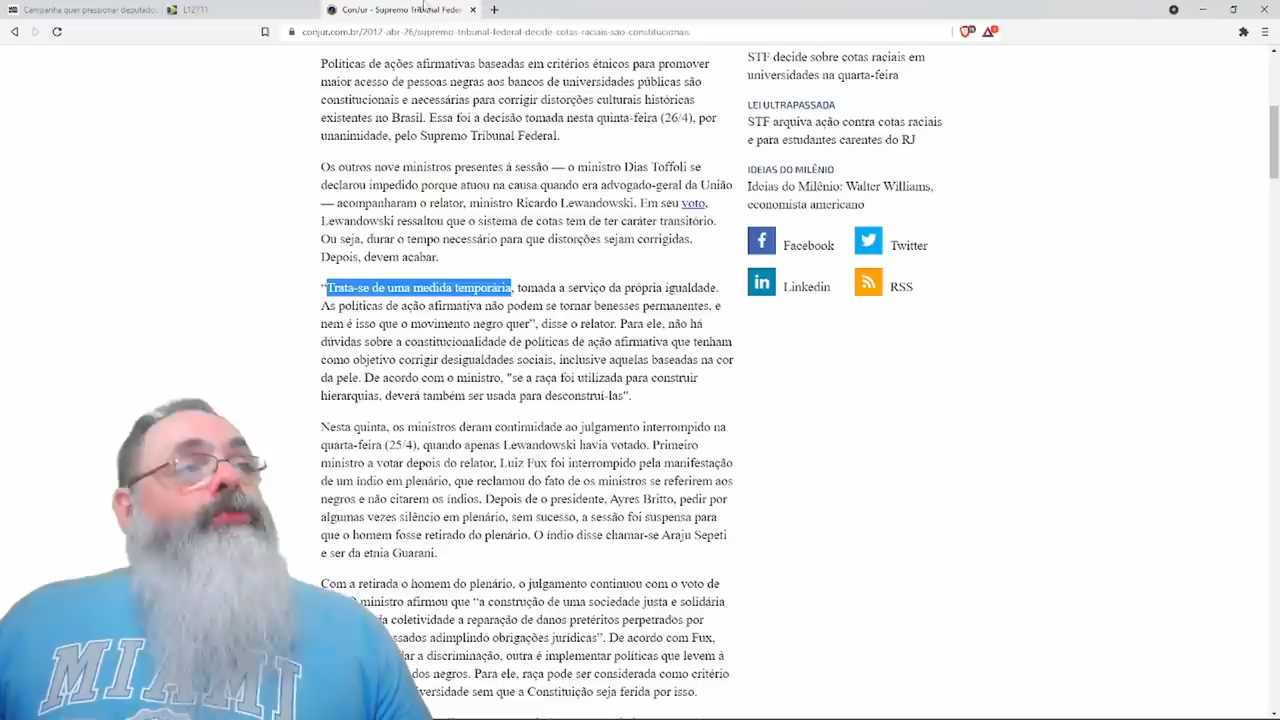 Campanha quer pressionar deputados
L12711
ConJur - Supremo Tribunal Feder
conjur.com.br/2012-abr-26/supremo-tribunal-federal-decide-cotas-raciais-sao-constitucionais
Políticas de ações afirmativas baseadas em critérios étnicos para promover
maior acesso de pessoas negras aos bancos de universidades públicas são
constitucionais e necessárias para corrigir distorções culturais históricas
existentes no Brasil. Essa foi a decisão tomada nesta quinta-feira (26/4), por
unanimidade, pelo Supremo Tribunal Federal.
Os outros nove ministros presentes à sessão — o ministro Dias Toffoli se
declarou impedido porque atuou na causa quando era advogado-geral da União
— acompanharam o relator, ministro Ricardo Lewandowski. Em seu voto,
Lewandowski ressaltou que o sistema de cotas tem de ter caráter transitório.
Ou seja, durar o tempo necessário para que distorções sejam corrigidas.
Depois, devem acabar.
“Trata-se de uma medida temporária, tomada a serviço da própria igualdade.
As políticas de ação afirmativa não podem se tornar benesses permanentes, e
nem é isso que o movimento negro quer”, disse o relator. Para ele, não há
dúvidas sobre a constitucionalidade de políticas de ação afirmativa que tenham
como objetivo corrigir desigualdades sociais, inclusive aquelas baseadas na cor
da pele. De acordo com o ministro, "se a raça foi utilizada para construir
hierarquias, deverá também ser usada para desconstruí-las".
Nesta quinta, os ministros deram continuidade ao julgamento interrompido na
quarta-feira (25/4), quando apenas Lewandowski havia votado. Primeiro
ministro a votar depois do relator, Luiz Fux foi interrompido pela manifestação
de um índio em plenário, que reclamou do fato de os ministros se referirem aos
negros e não citarem os índios. Depois de o presidente, Ayres Britto, pedir por
algumas vezes silêncio em plenário, sem sucesso, a sessão foi suspensa para
que o homem fosse retirado do plenário. O índio disse chamar-se Araju Sepeti
e ser da etnia Guarani.
Com a retirada o homem do plenário, o julgamento continuou com o voto de
O ministro afirmou que “a construção de uma sociedade justa e solidária
da coletividade a reparação de danos pretéritos perpetrados por
ssados adimplindo obrigações jurídicas”. De acordo com Fux,
dar a discriminação, outra é implementar políticas que levem à
dos negros. Para ele, raça pode ser considerada como critério
versidade sem que a Constituição seja ferida por isso.
STF decide sobre cotas raciais em
universidades na quarta-feira
LEI ULTRAPASSADA
STF arquiva ação contra cotas raciais
e para estudantes carentes do RJ
IDEIAS DO MILÊNIO
Ideias do Milênio: Walter Williams,
economista americano
Facebook
Twitter
Linkedin
RSS
MIAMI